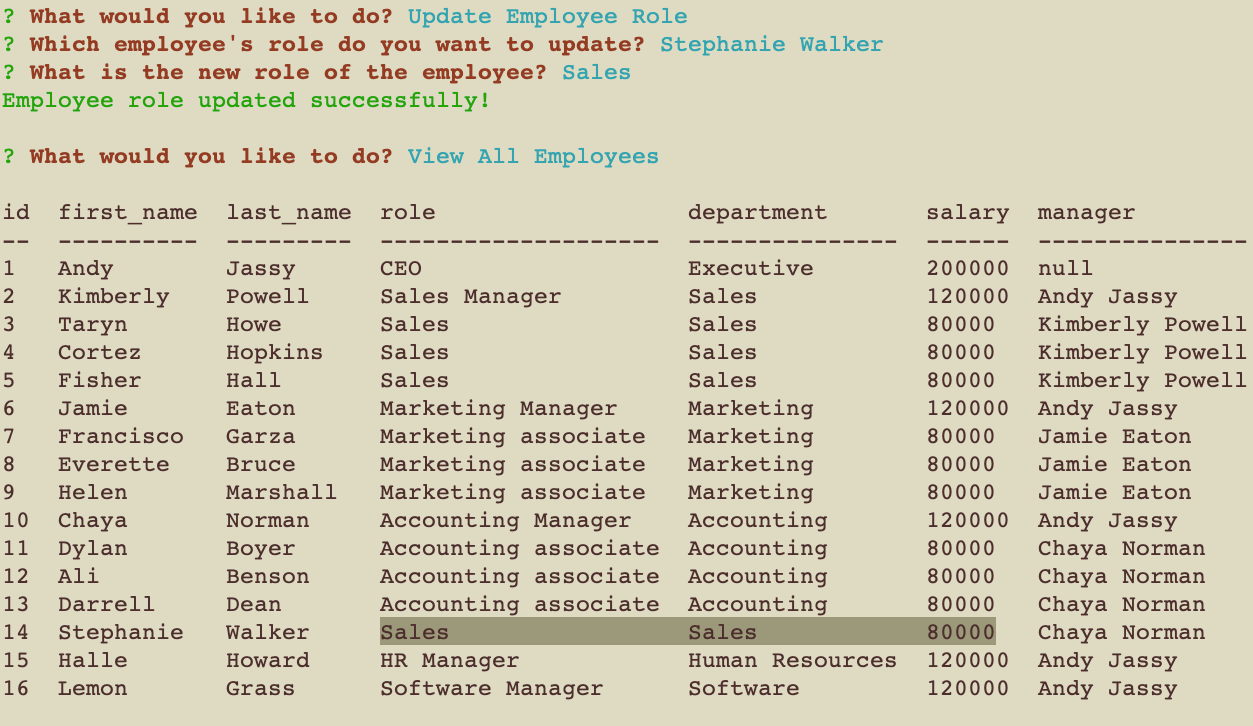 ? What would you like to do? Update Employee Role
? Which employee's role do you want to update? Stephanie Walker
? What is the new role of the employee? Sales
Employee role updated successfully!
? What would you like to do? View All Employees
id  first_name  last_name  role                  department       salary  manager
--  ----------  ---------  --------------------  ---------------  ------  ---------------
1   Andy        Jassy      CEO                   Executive        200000  null
2   Kimberly    Powell     Sales Manager         Sales            120000  Andy Jassy
3   Taryn       Howe       Sales                 Sales            80000   Kimberly Powell
4   Cortez      Hopkins    Sales                 Sales            80000   Kimberly Powell
5   Fisher      Hall       Sales                 Sales            80000   Kimberly Powell
6   Jamie       Eaton      Marketing Manager     Marketing        120000  Andy Jassy
7   Francisco   Garza      Marketing associate   Marketing        80000   Jamie Eaton
8   Everette    Bruce      Marketing associate   Marketing        80000   Jamie Eaton
9   Helen       Marshall   Marketing associate   Marketing        80000   Jamie Eaton
10  Chaya       Norman     Accounting Manager    Accounting       120000  Andy Jassy
11  Dylan       Boyer      Accounting associate  Accounting       80000   Chaya Norman
12  Ali         Benson     Accounting associate  Accounting       80000   Chaya Norman
13  Darrell     Dean       Accounting associate  Accounting       80000   Chaya Norman
14  Stephanie   Walker     Sales                 Sales            80000   Chaya Norman
15  Halle       Howard     HR Manager            Human Resources  120000  Andy Jassy
16  Lemon       Grass      Software Manager      Software         120000  Andy Jassy